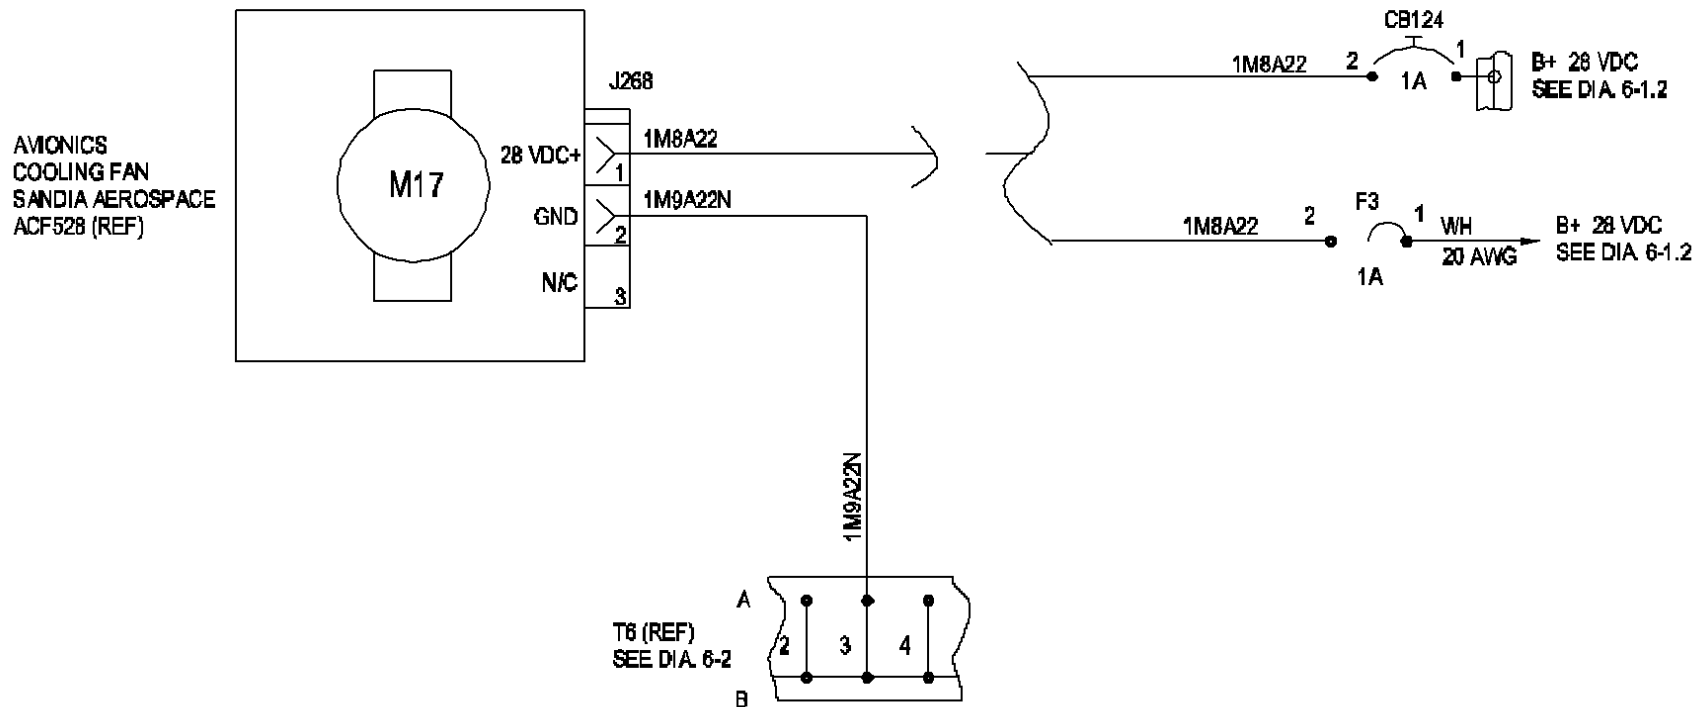 CB124
1M8A22
2
1
1A
B+ 28 VDC
SEE DIA. 6-1.2
J268
AVIONICS
COOLING FAN
SANDIA AEROSPACE
ACF528 (REF)
M17
28 VDC+
1
1M8A22
GND
2
1M9A22N
N/C
3
1M8A22
2
F3
1
1A
WH
20 AWG
B+ 28 VDC
SEE DIA. 6-1.2
1M9A22N
A
T6 (REF)
SEE DIA. 6-2
2
3
4
B